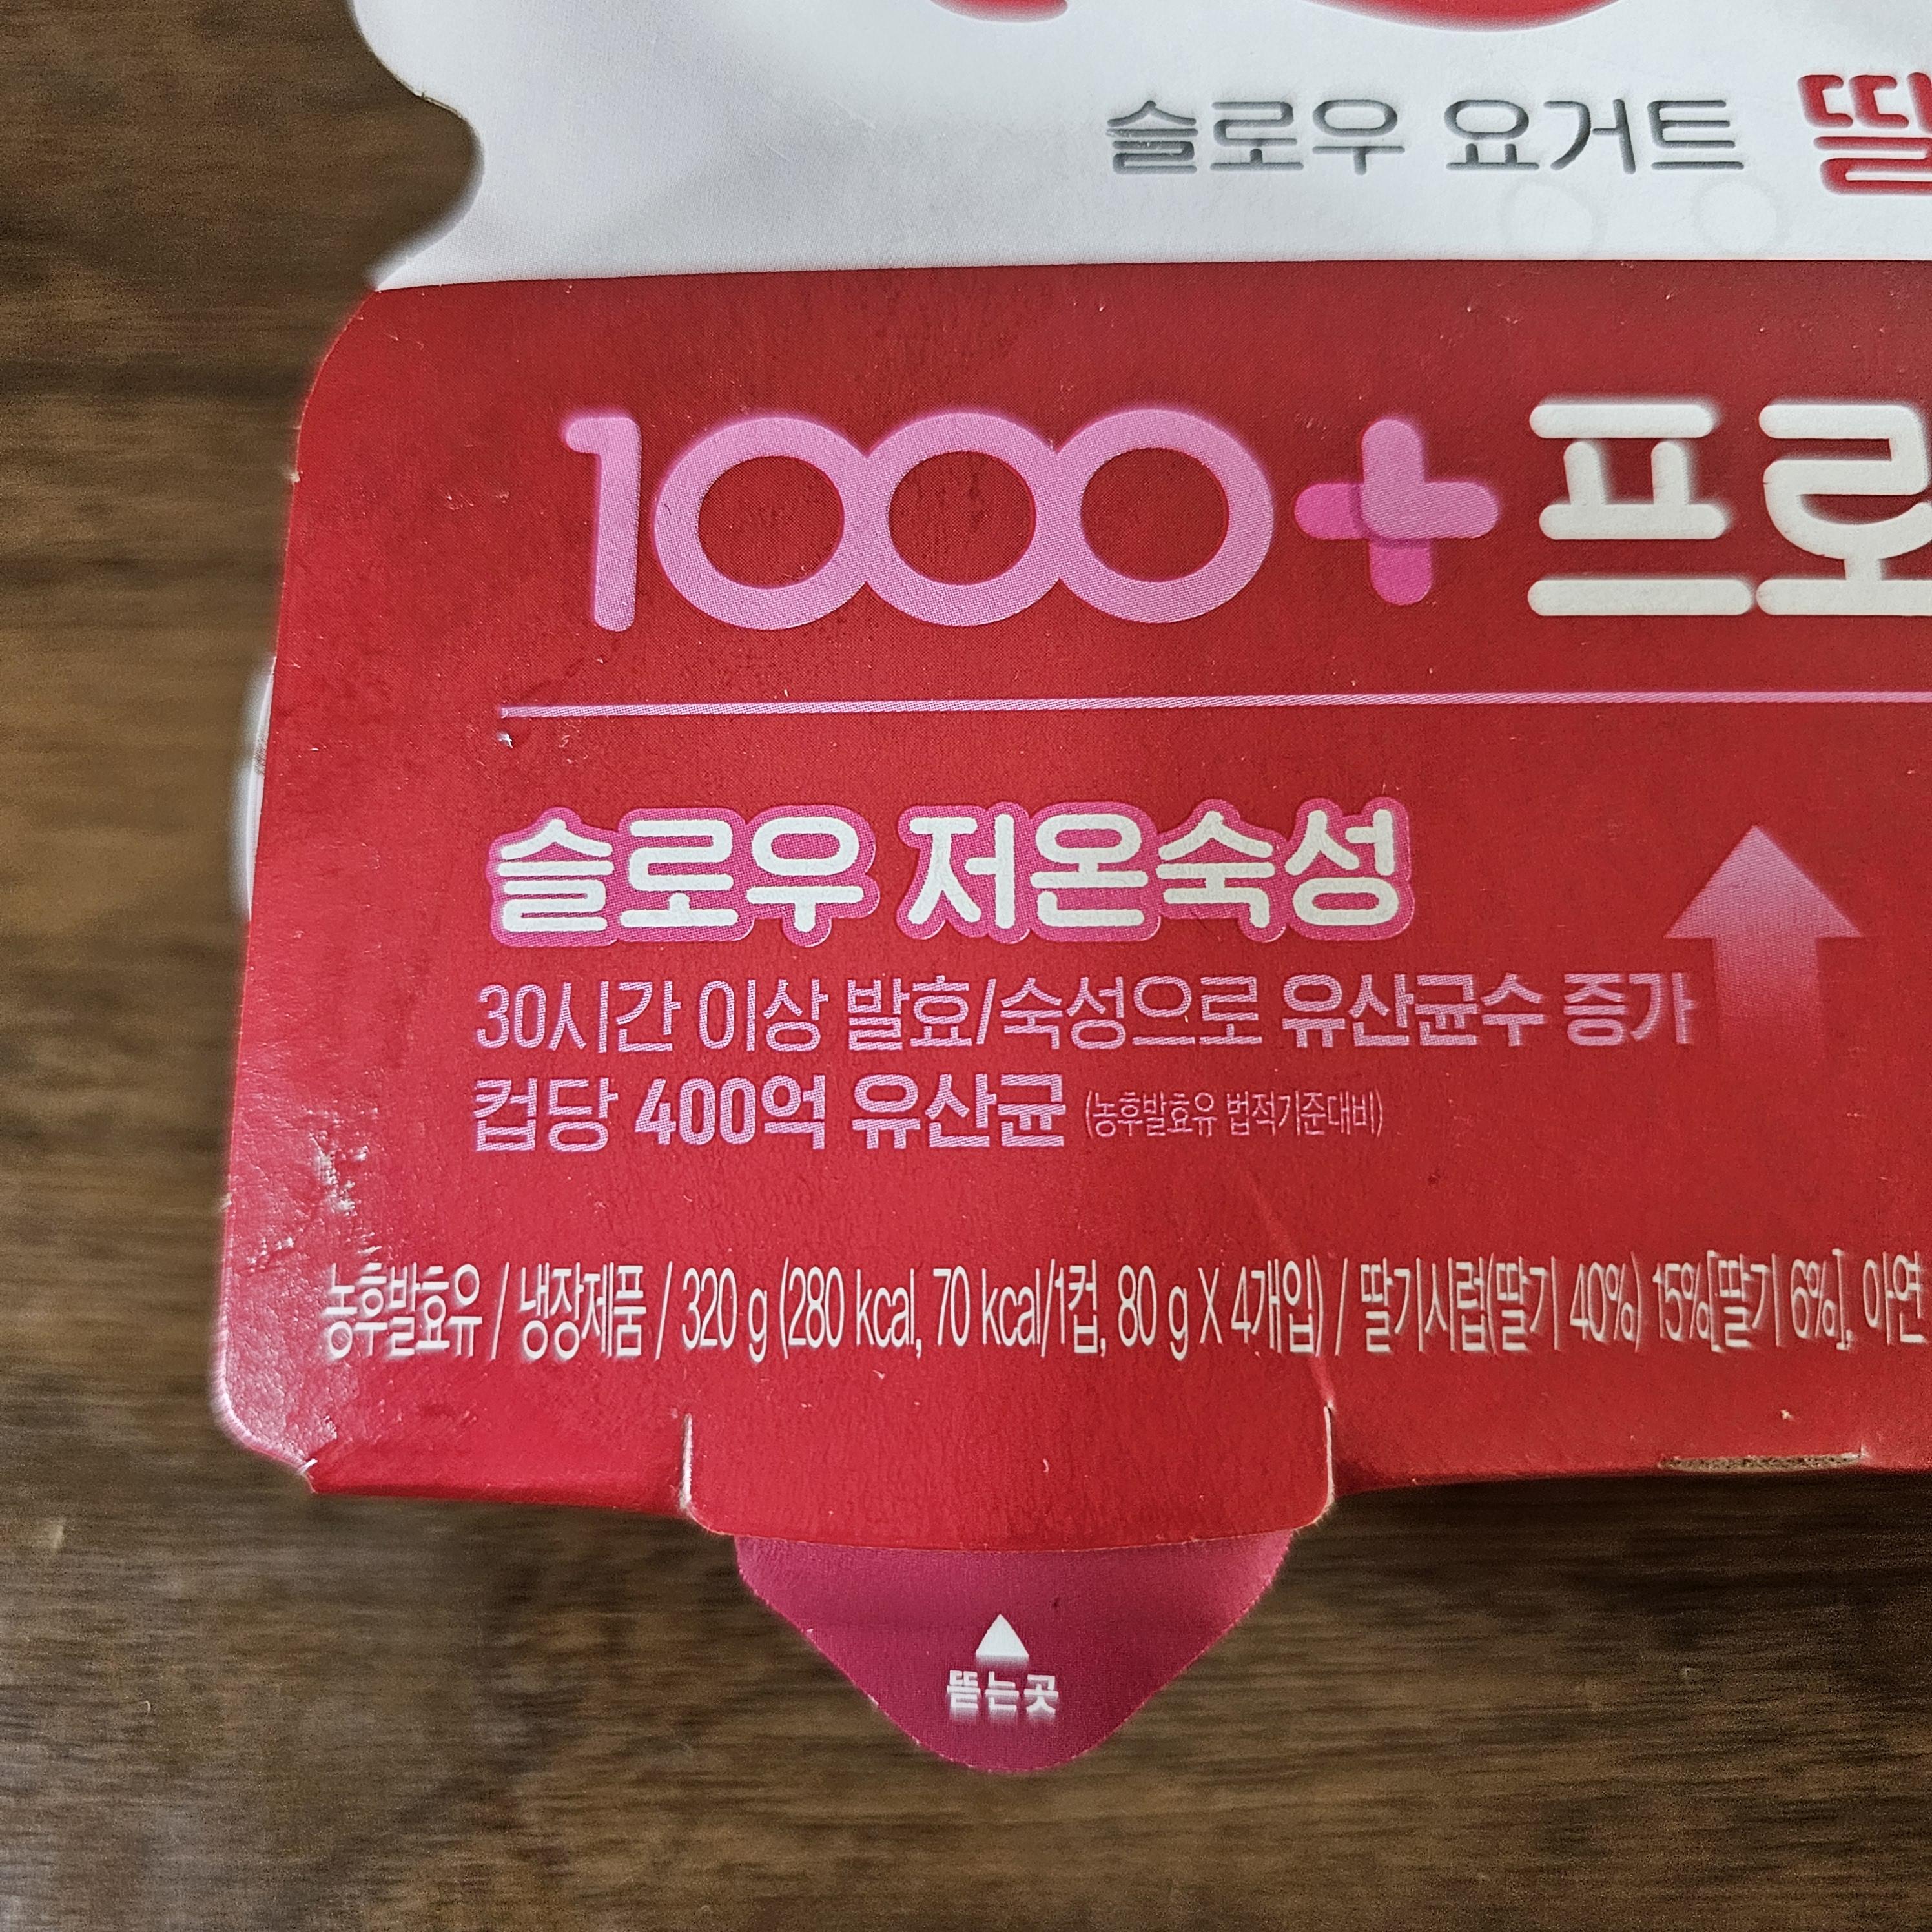 슬로우 요거트 딸
1000+프로
슬로우 저온숙성
30시간 이상 발효/숙성으로 유산균수 증가
컵당 400억 유산균 (농후발효유 법적기준대비)
농후발효유 / 냉장제품 / 320 g (280 kcal, 70 kcal/1컵, 80 g X 4개입) / 딸기시럽(딸기 40%) 15%[딸기 6%], 아연
뜯는곳